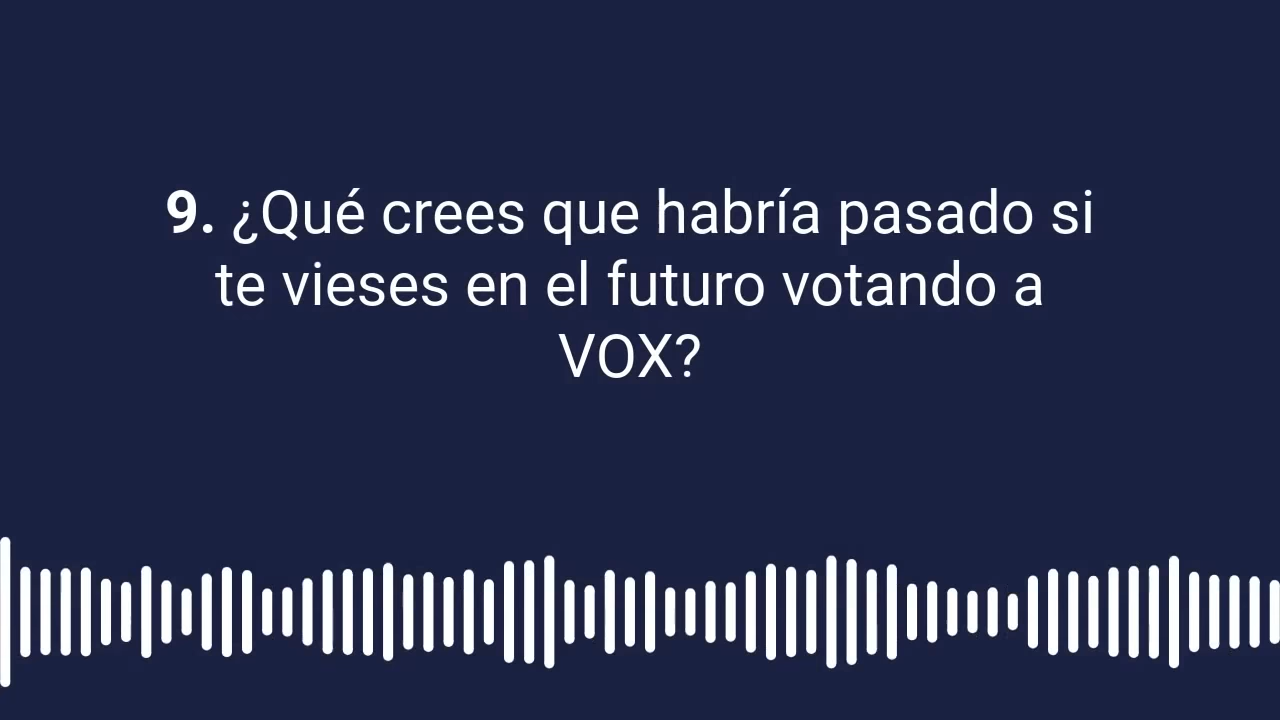 9. ¿Qué crees que habría pasado si
te vieses en el futuro votando a
VOX?